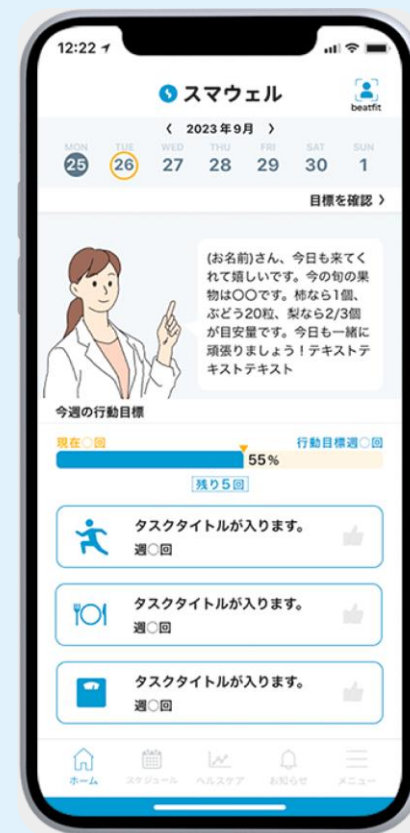 12:22
スマウェル
beatfit
〈 2023年9月 〉
MON TUE WED THU FRI SAT SUN
25 26 27 28 29 30 1
目標を確認 〉
(お名前)さん、今日も来てく
れて嬉しいです。今の旬の果
物は〇〇です。柿なら1個、
ぶどう20粒、梨なら2/3個
が目安量です。今日も一緒に
頑張りましょう！テキストテ
キストテキスト
今週の行動目標
現在〇回 行動目標週〇回
55%
残り5回
タスクタイトルが入ります。
週〇回
タスクタイトルが入ります。
週〇回
タスクタイトルが入ります。
週〇回
ホーム スケジュール ヘルスケア お知らせ メニュー